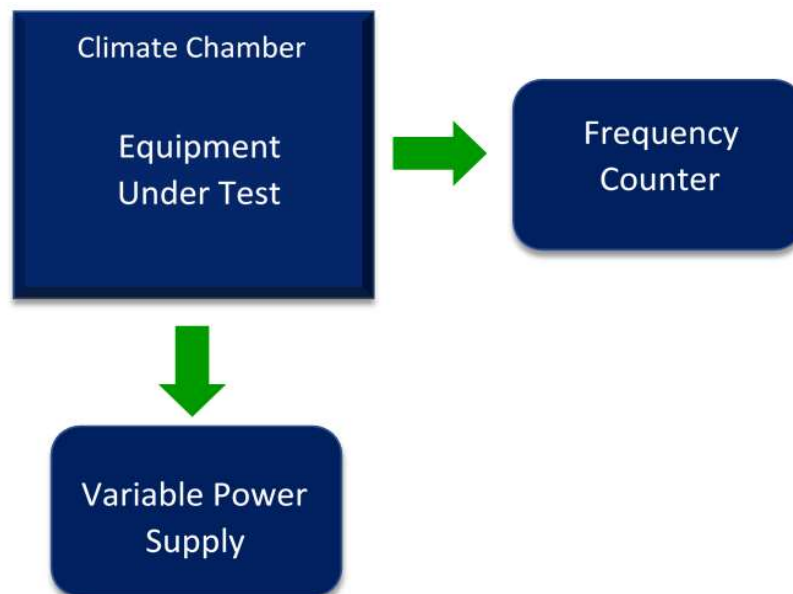 Climate Chamber
Equipment
Under Test
Frequency
Counter
Variable Power
Supply